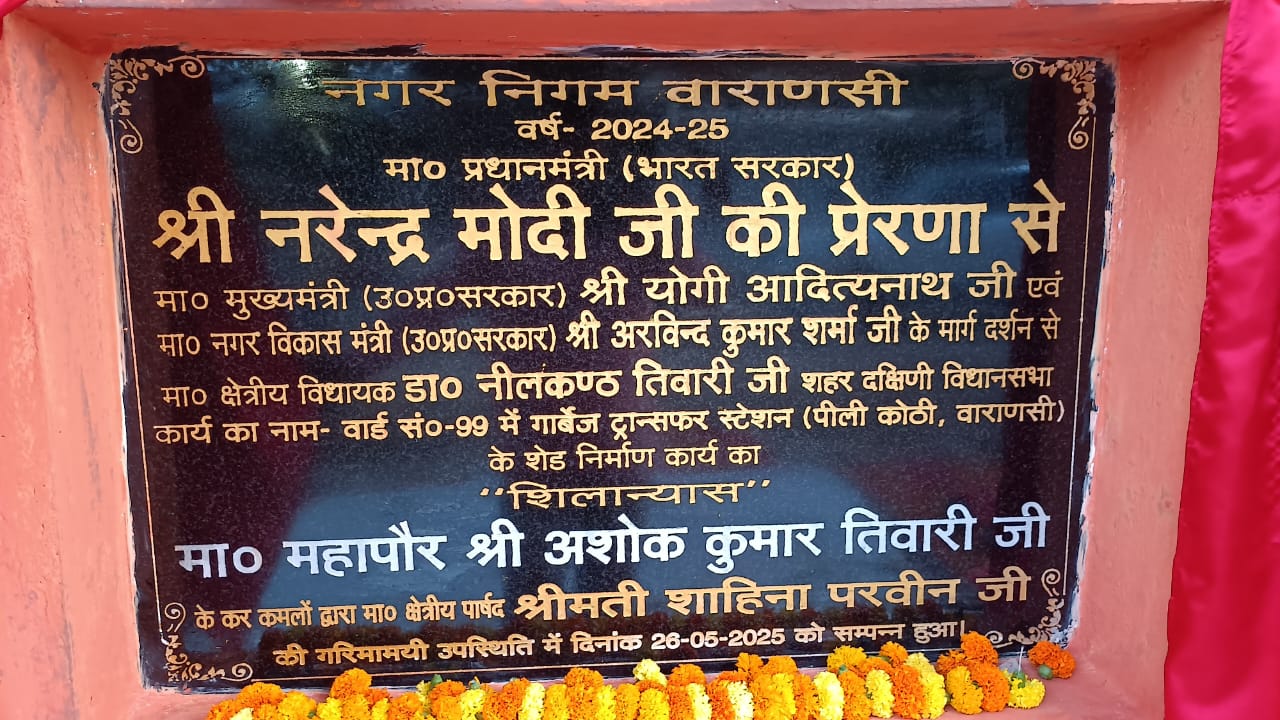 नगर निगम वाराणसी
वर्ष- 2024-25
मा० प्रधानमंत्री (भारत सरकार)
श्री नरेन्द्र मोदी जी की प्रेरणा से
मा० मुख्यमंत्री (उ०प्र०सरकार) श्री योगी आदित्यनाथ जी एवं
मा० नगर विकास मंत्री (उ०प्र०सरकार) श्री अरविन्द कुमार शर्मा जी के मार्ग दर्शन से
मा० क्षेत्रीय विधायक डा० नीलकण्ठ तिवारी जी शहर दक्षिणी विधानसभा
कार्य का नाम- वार्ड सं०-99 में गार्बेज ट्रान्सफर स्टेशन (पीली कोठी, वाराणसी)
के शेड निर्माण कार्य का
‘‘शिलान्यास’’
मा० महापौर श्री अशोक कुमार तिवारी जी
के कर कमलों द्वारा मा० क्षेत्रीय पार्षद श्रीमती शाहिना परवीन जी
की गरिमामयी उपस्थिति में दिनांक 26-05-2025 को सम्पन्न हुआ।